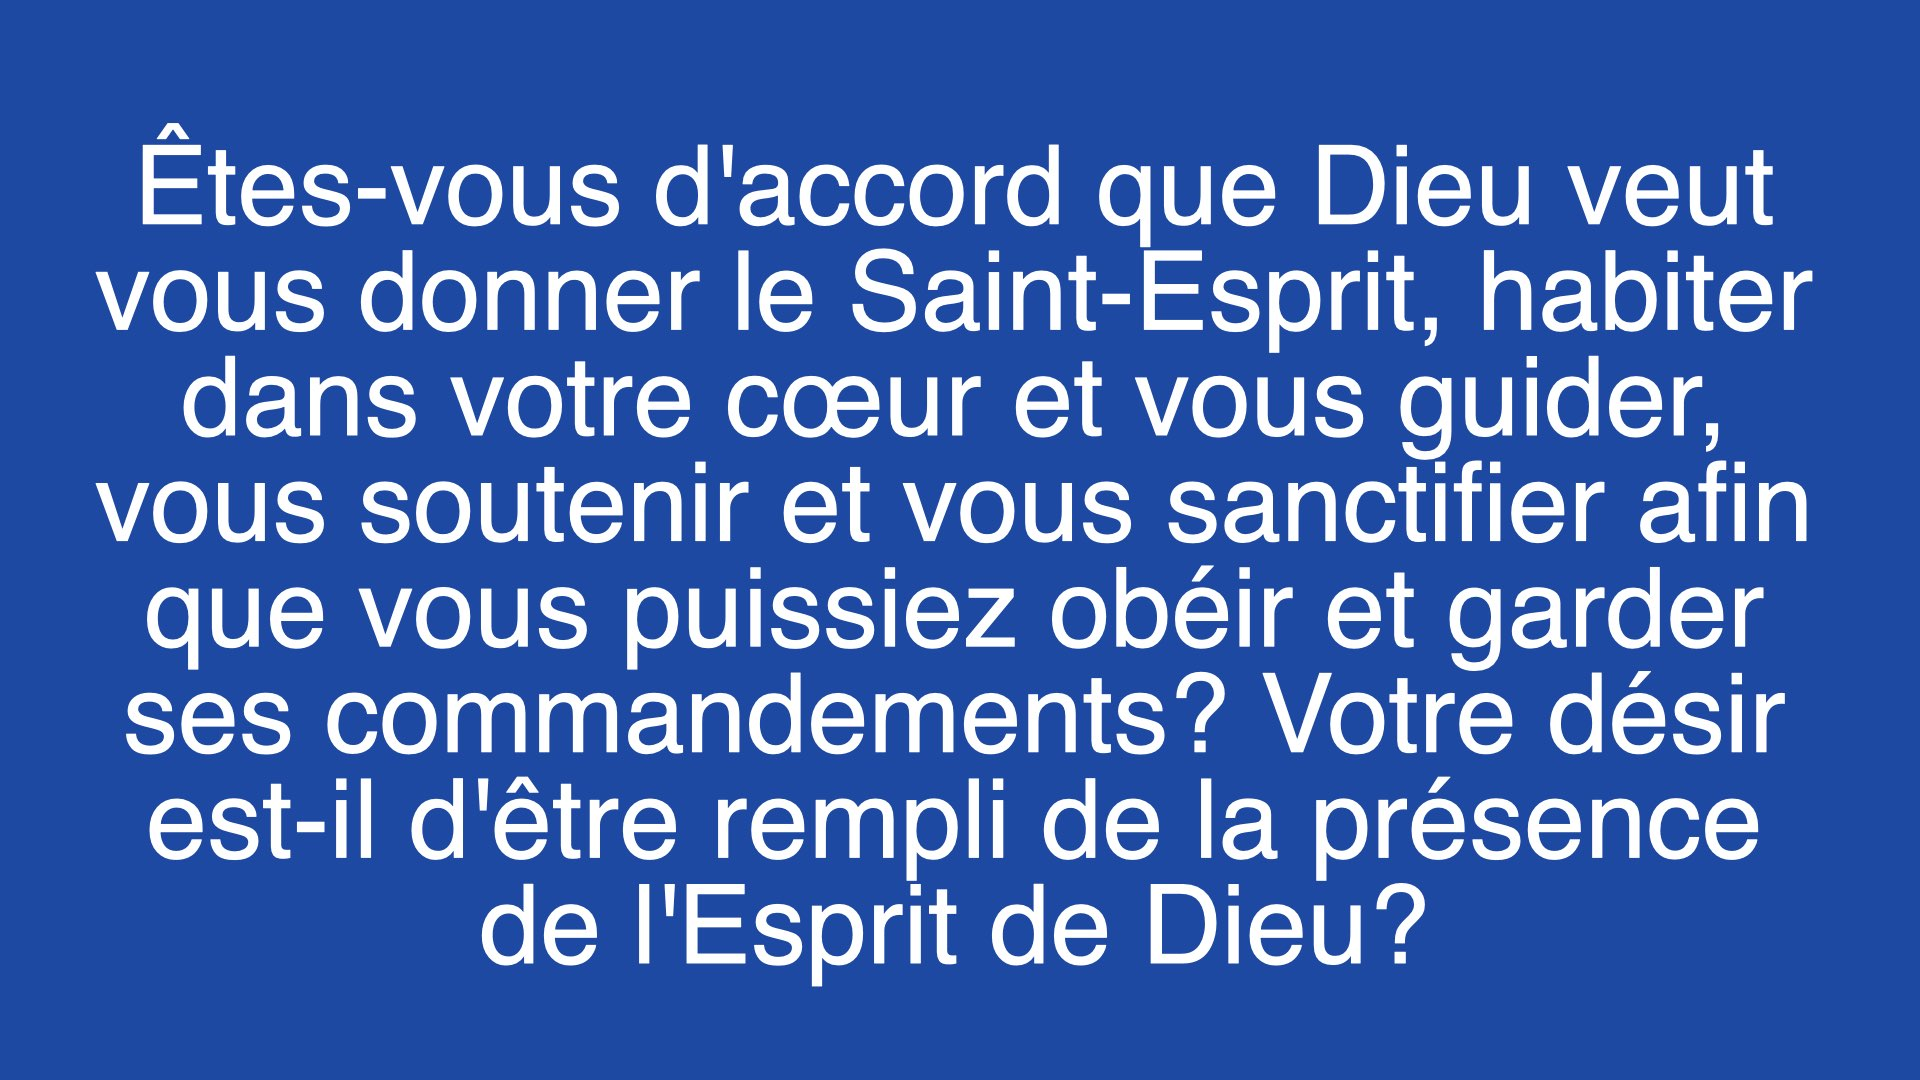 Êtes-vous d'accord que Dieu veut
vous donner le Saint-Esprit, habiter
dans votre cœur et vous guider,
vous soutenir et vous sanctifier afin
que vous puissiez obéir et garder
ses commandements? Votre désir
est-il d'être rempli de la présence
de l'Esprit de Dieu?